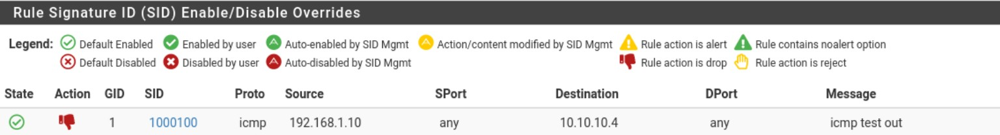 Rule Signature ID (SID) Enable/Disable Overrides
Legend: Default Enabled Enabled by user Auto-enabled by SID Mgmt Action/content modified by SID Mgmt Rule action is alert Rule contains noalert option
Default Disabled Disabled by user Auto-disabled by SID Mgmt Rule action is drop Rule action is reject
State Action GID SID Proto Source SPort Destination DPort Message
1 1000100 icmp 192.168.1.10 any 10.10.10.4 any icmp test out